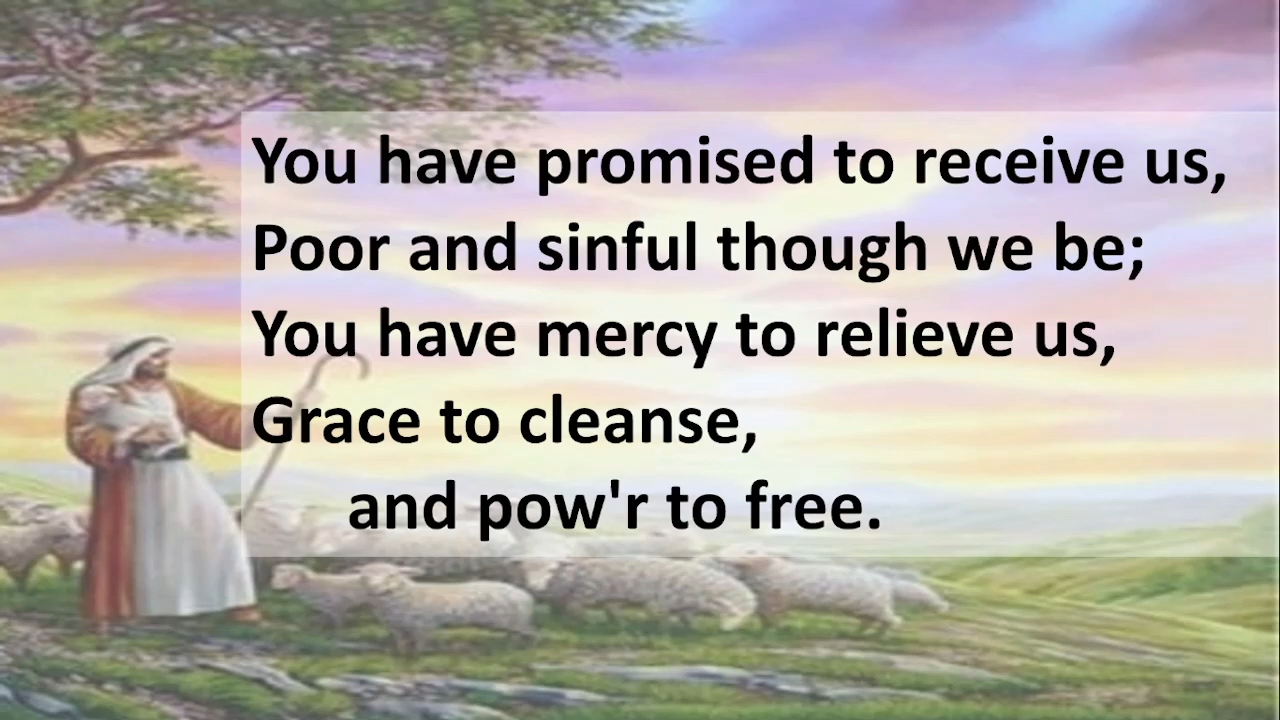 You have promised to receive us,
Poor and sinful though we be;
You have mercy to relieve us,
Grace to cleanse,
and pow'r to free.